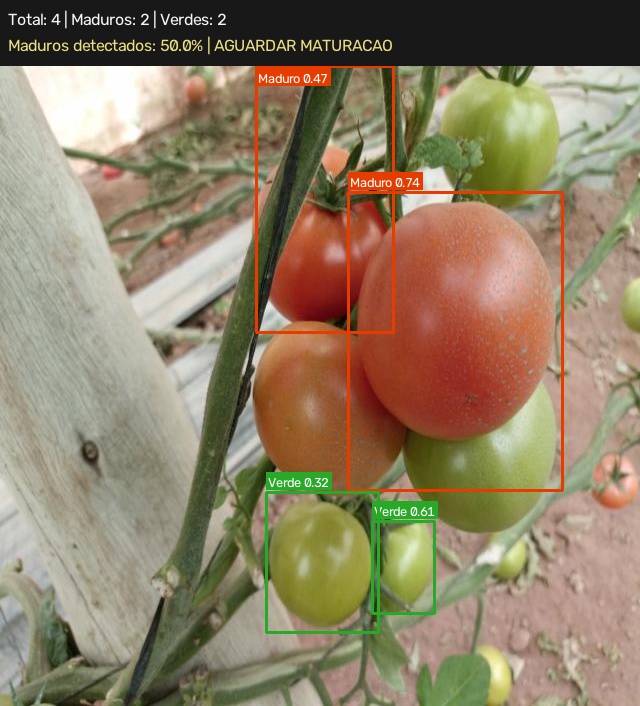 Total: 4 | Maduros: 2 | Verdes: 2
Maduros detectados: 50.0% | AGUARDAR MATURACAO
Maduro 0.47
Maduro 0.74
Verde 0.32
Verde 0.61